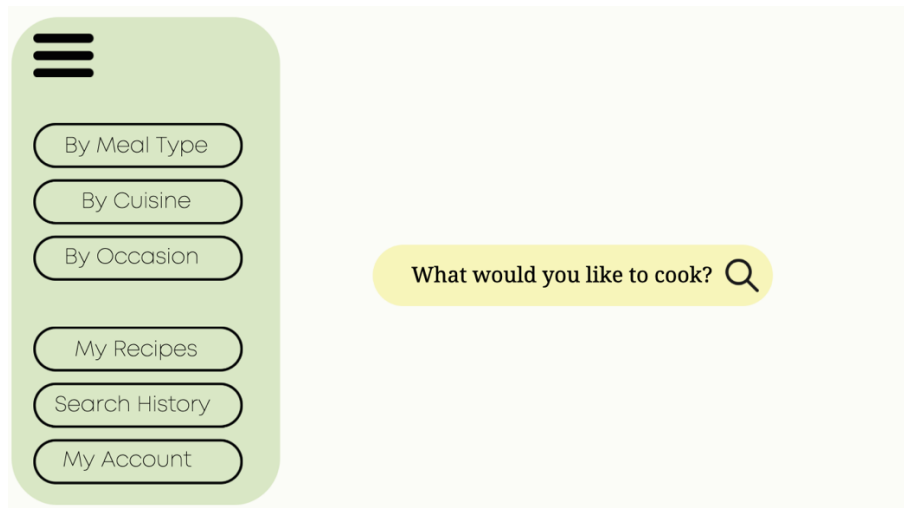 By Meal Type
By Cuisine
By Occasion
My Recipes
Search History
My Account
What would you like to cook?